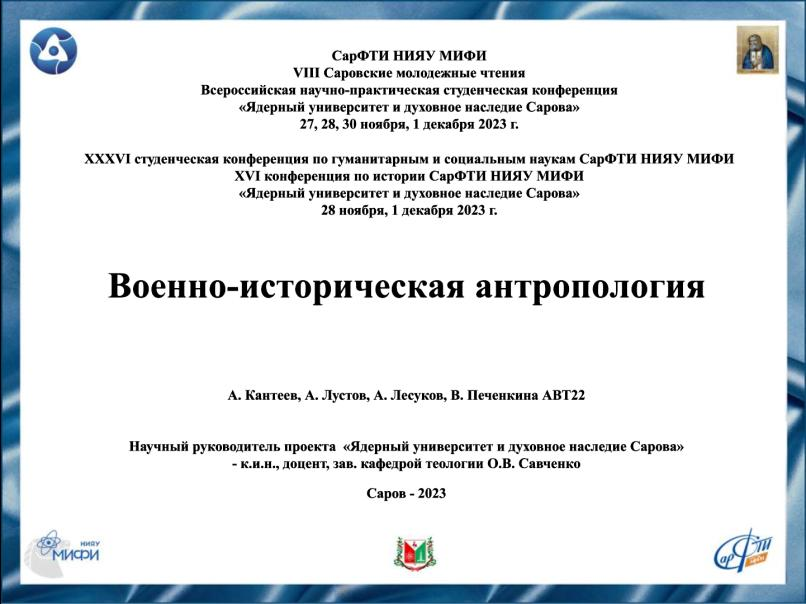 СарФТИ НИЯУ МИФИ
VIII Саровские молодежные чтения
Всероссийская научно-практическая студенческая конференция
«Ядерный университет и духовное наследие Сарова»
27, 28, 30 ноября, 1 декабря 2023 г.
XXXVI студенческая конференция по гуманитарным и социальным наукам СарФТИ НИЯУ МИФИ
XVI конференция по истории СарФТИ НИЯУ МИФИ
«Ядерный университет и духовное наследие Сарова»
28 ноября, 1 декабря 2023 г.
Военно-историческая антропология
А. Кантеев, А. Лустов, А. Лесуков, В. Печенкина АВТ22
Научный руководитель проекта «Ядерный университет и духовное наследие Сарова»
- к.и.н., доцент, зав. кафедрой теологии О.В. Савченко
Саров - 2023
НИЯУ
МИФИ
СарФТИ